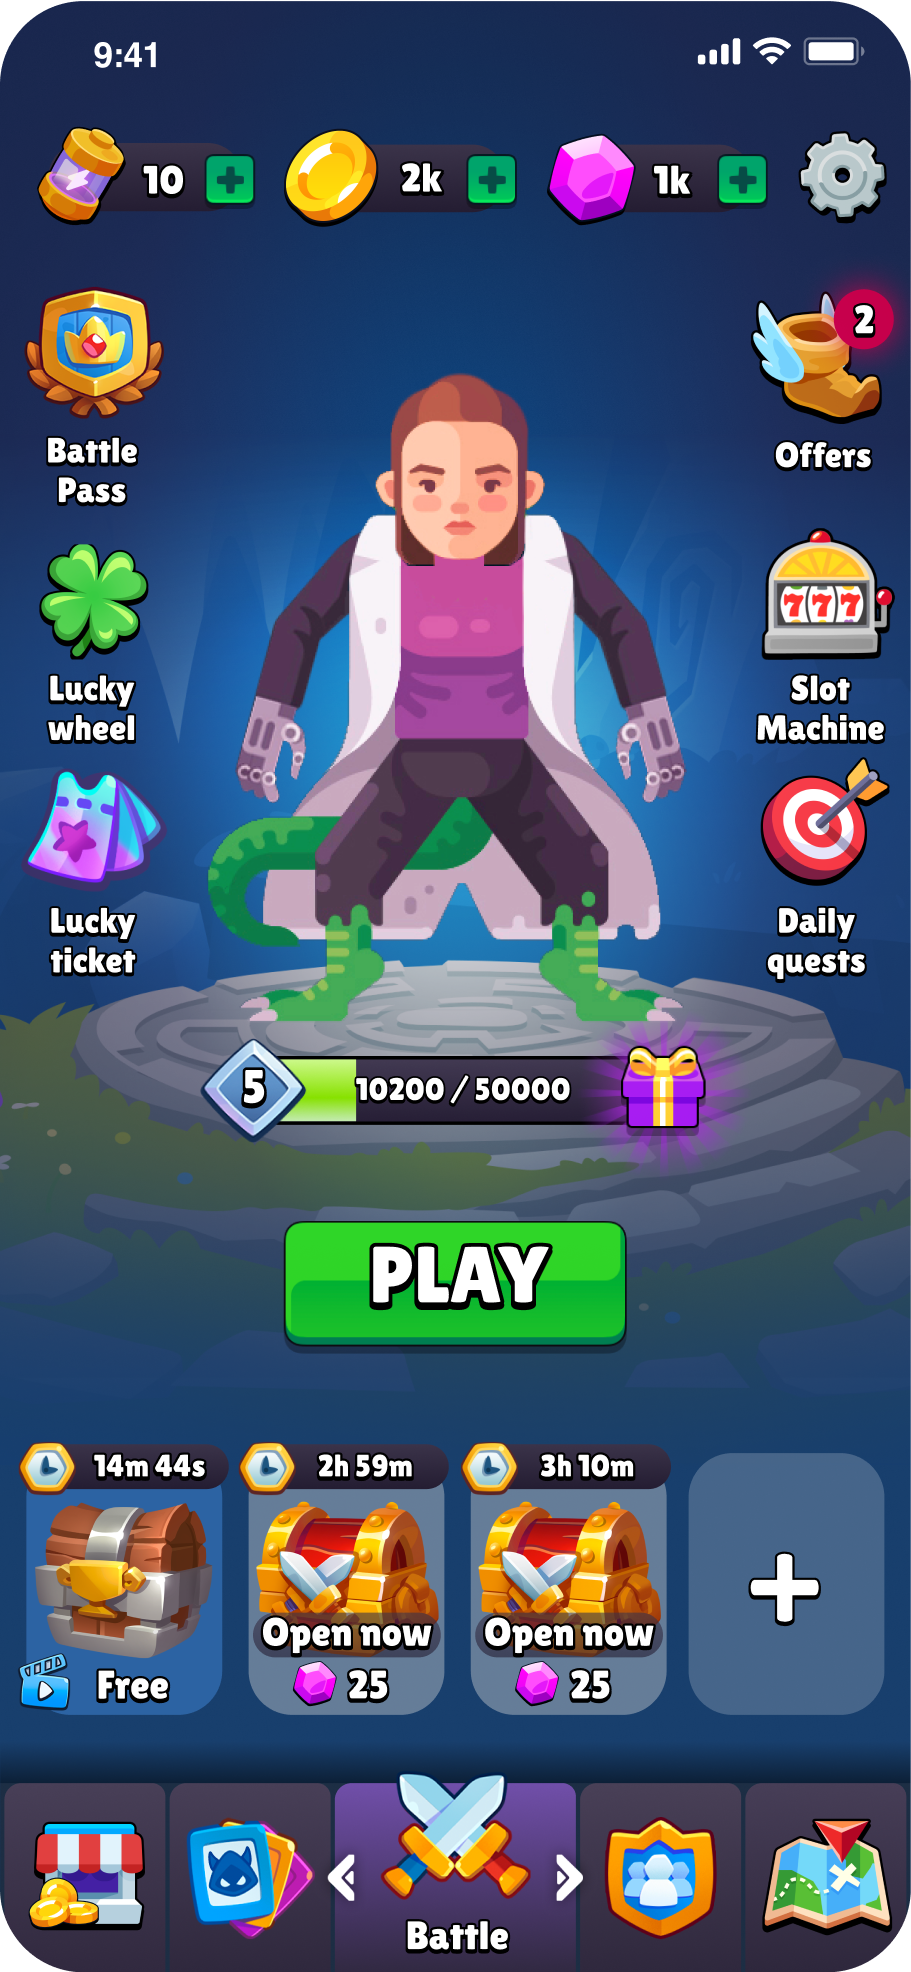 9:41
10
2k
1k
2
Battle
Pass
Offers
Lucky
wheel
777
Slot
Machine
Lucky
ticket
Daily
quests
5
10200 / 50000
PLAY
14m 44s
2h 59m
3h 10m
Open now
Open now
Free
25
25
Battle